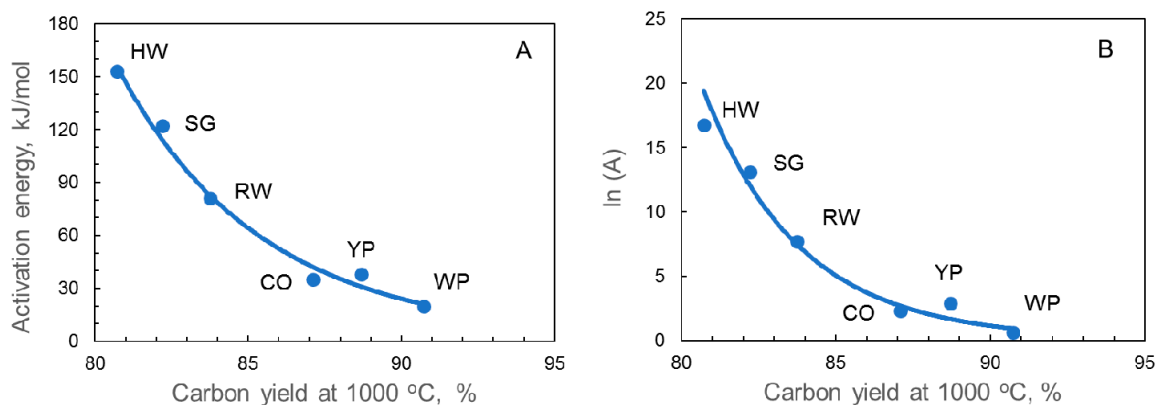 A
Activation energy, kJ/mol
180
150
120
90
60
30
0
HW
SG
RW
CO
YP
WP
80
85
90
95
Carbon yield at 1000 ºC, %
B
ln (A)
25
20
15
10
5
0
HW
SG
RW
CO
YP
WP
80
85
90
95
Carbon yield at 1000 ºC, %